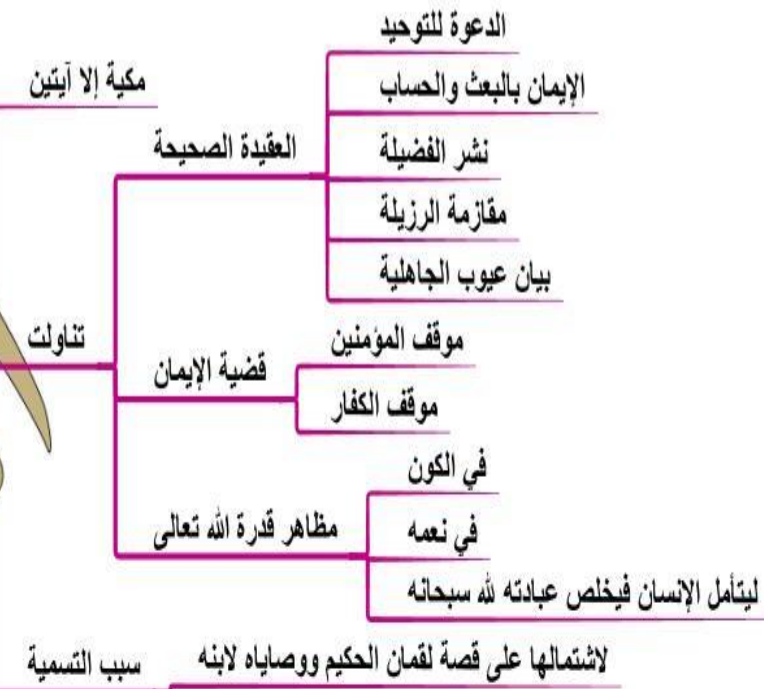 مكية إلا آيتين
تناولت
العقيدة الصحيحة
الدعوة للتوحيد
الإيمان بالبعث والحساب
نشر الفضيلة
مقازمة الرزيلة
بيان عيوب الجاهلية
قضية الإيمان
موقف المؤمنين
موقف الكفار
مظاهر قدرة الله تعالى
في الكون
في نعمه
ليتأمل الإنسان فيخلص عبادته لله سبحانه
سبب التسمية
لاشتمالها على قصة لقمان الحكيم ووصاياه لابنه